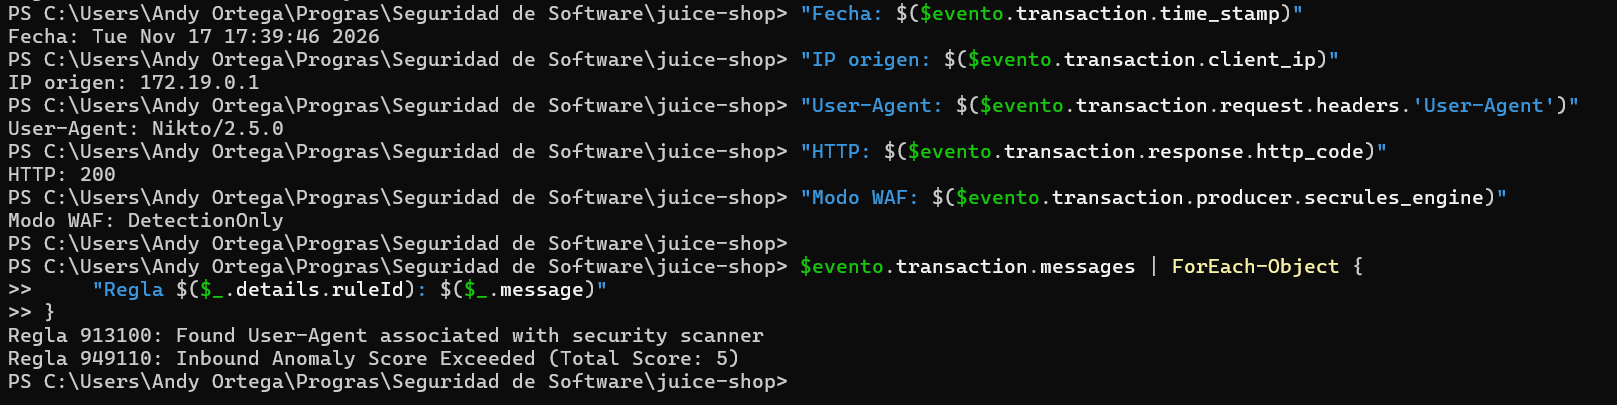 PS C:\Users\Andy Ortega\Progras\Seguridad de Software\juice-shop> "Fecha: $($evento.transaction.time_stamp)"
Fecha: Tue Nov 17 17:39:46 2026
PS C:\Users\Andy Ortega\Progras\Seguridad de Software\juice-shop> "IP origen: $($evento.transaction.client_ip)"
IP origen: 172.19.0.1
PS C:\Users\Andy Ortega\Progras\Seguridad de Software\juice-shop> "User-Agent: $($evento.transaction.request.headers.'User-Agent')"
User-Agent: Nikto/2.5.0
PS C:\Users\Andy Ortega\Progras\Seguridad de Software\juice-shop> "HTTP: $($evento.transaction.response.http_code)"
HTTP: 200
PS C:\Users\Andy Ortega\Progras\Seguridad de Software\juice-shop> "Modo WAF: $($evento.transaction.producer.secrules_engine)"
Modo WAF: DetectionOnly
PS C:\Users\Andy Ortega\Progras\Seguridad de Software\juice-shop>
PS C:\Users\Andy Ortega\Progras\Seguridad de Software\juice-shop> $evento.transaction.messages | ForEach-Object {
>>     "Regla $($_.details.ruleId): $($_.message)"
>> }
Regla 913100: Found User-Agent associated with security scanner
Regla 949110: Inbound Anomaly Score Exceeded (Total Score: 5)
PS C:\Users\Andy Ortega\Progras\Seguridad de Software\juice-shop>